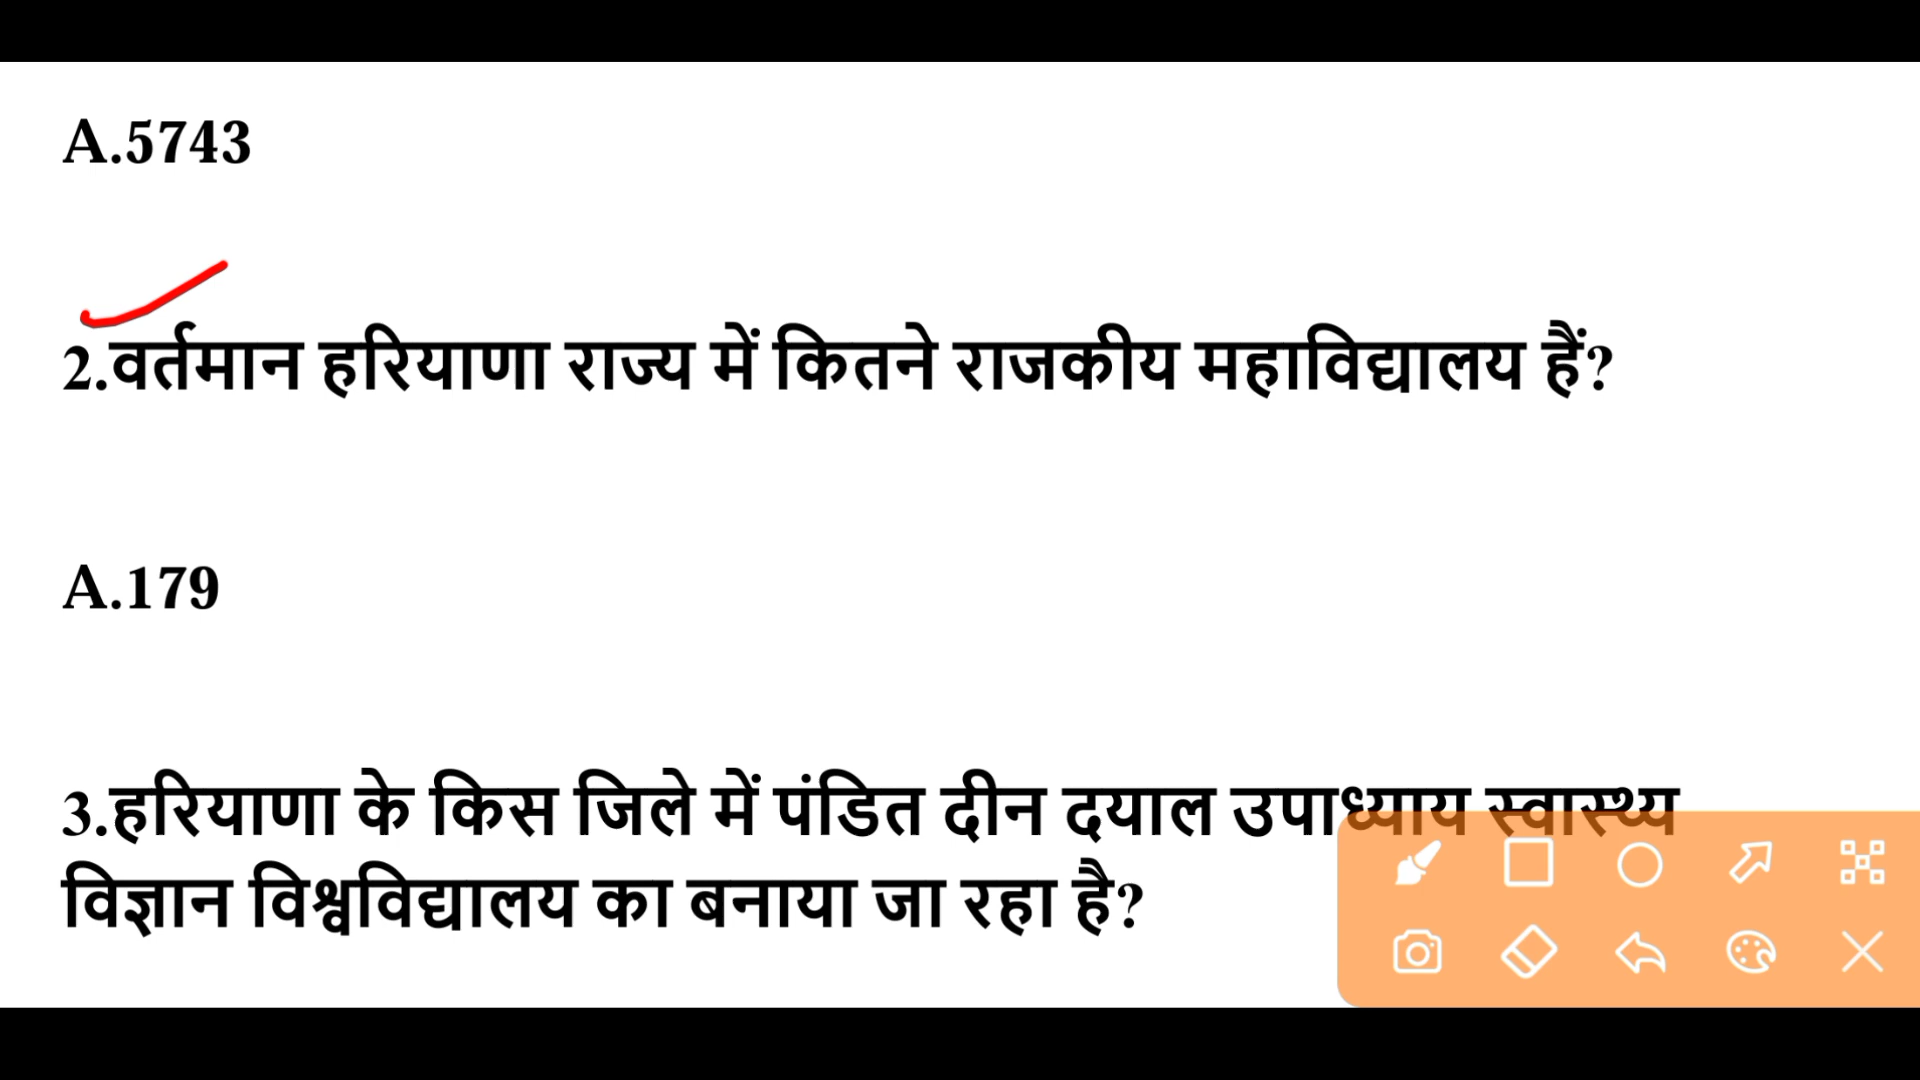 A.5743
2.वर्तमान हरियाणा राज्य में कितने राजकीय महाविद्यालय हैं?
A.179
3.हरियाणा के किस जिले में पंडित दीन दयाल उपाध्याय स्वास्थ्य
विज्ञान विश्वविद्यालय का बनाया जा रहा है?